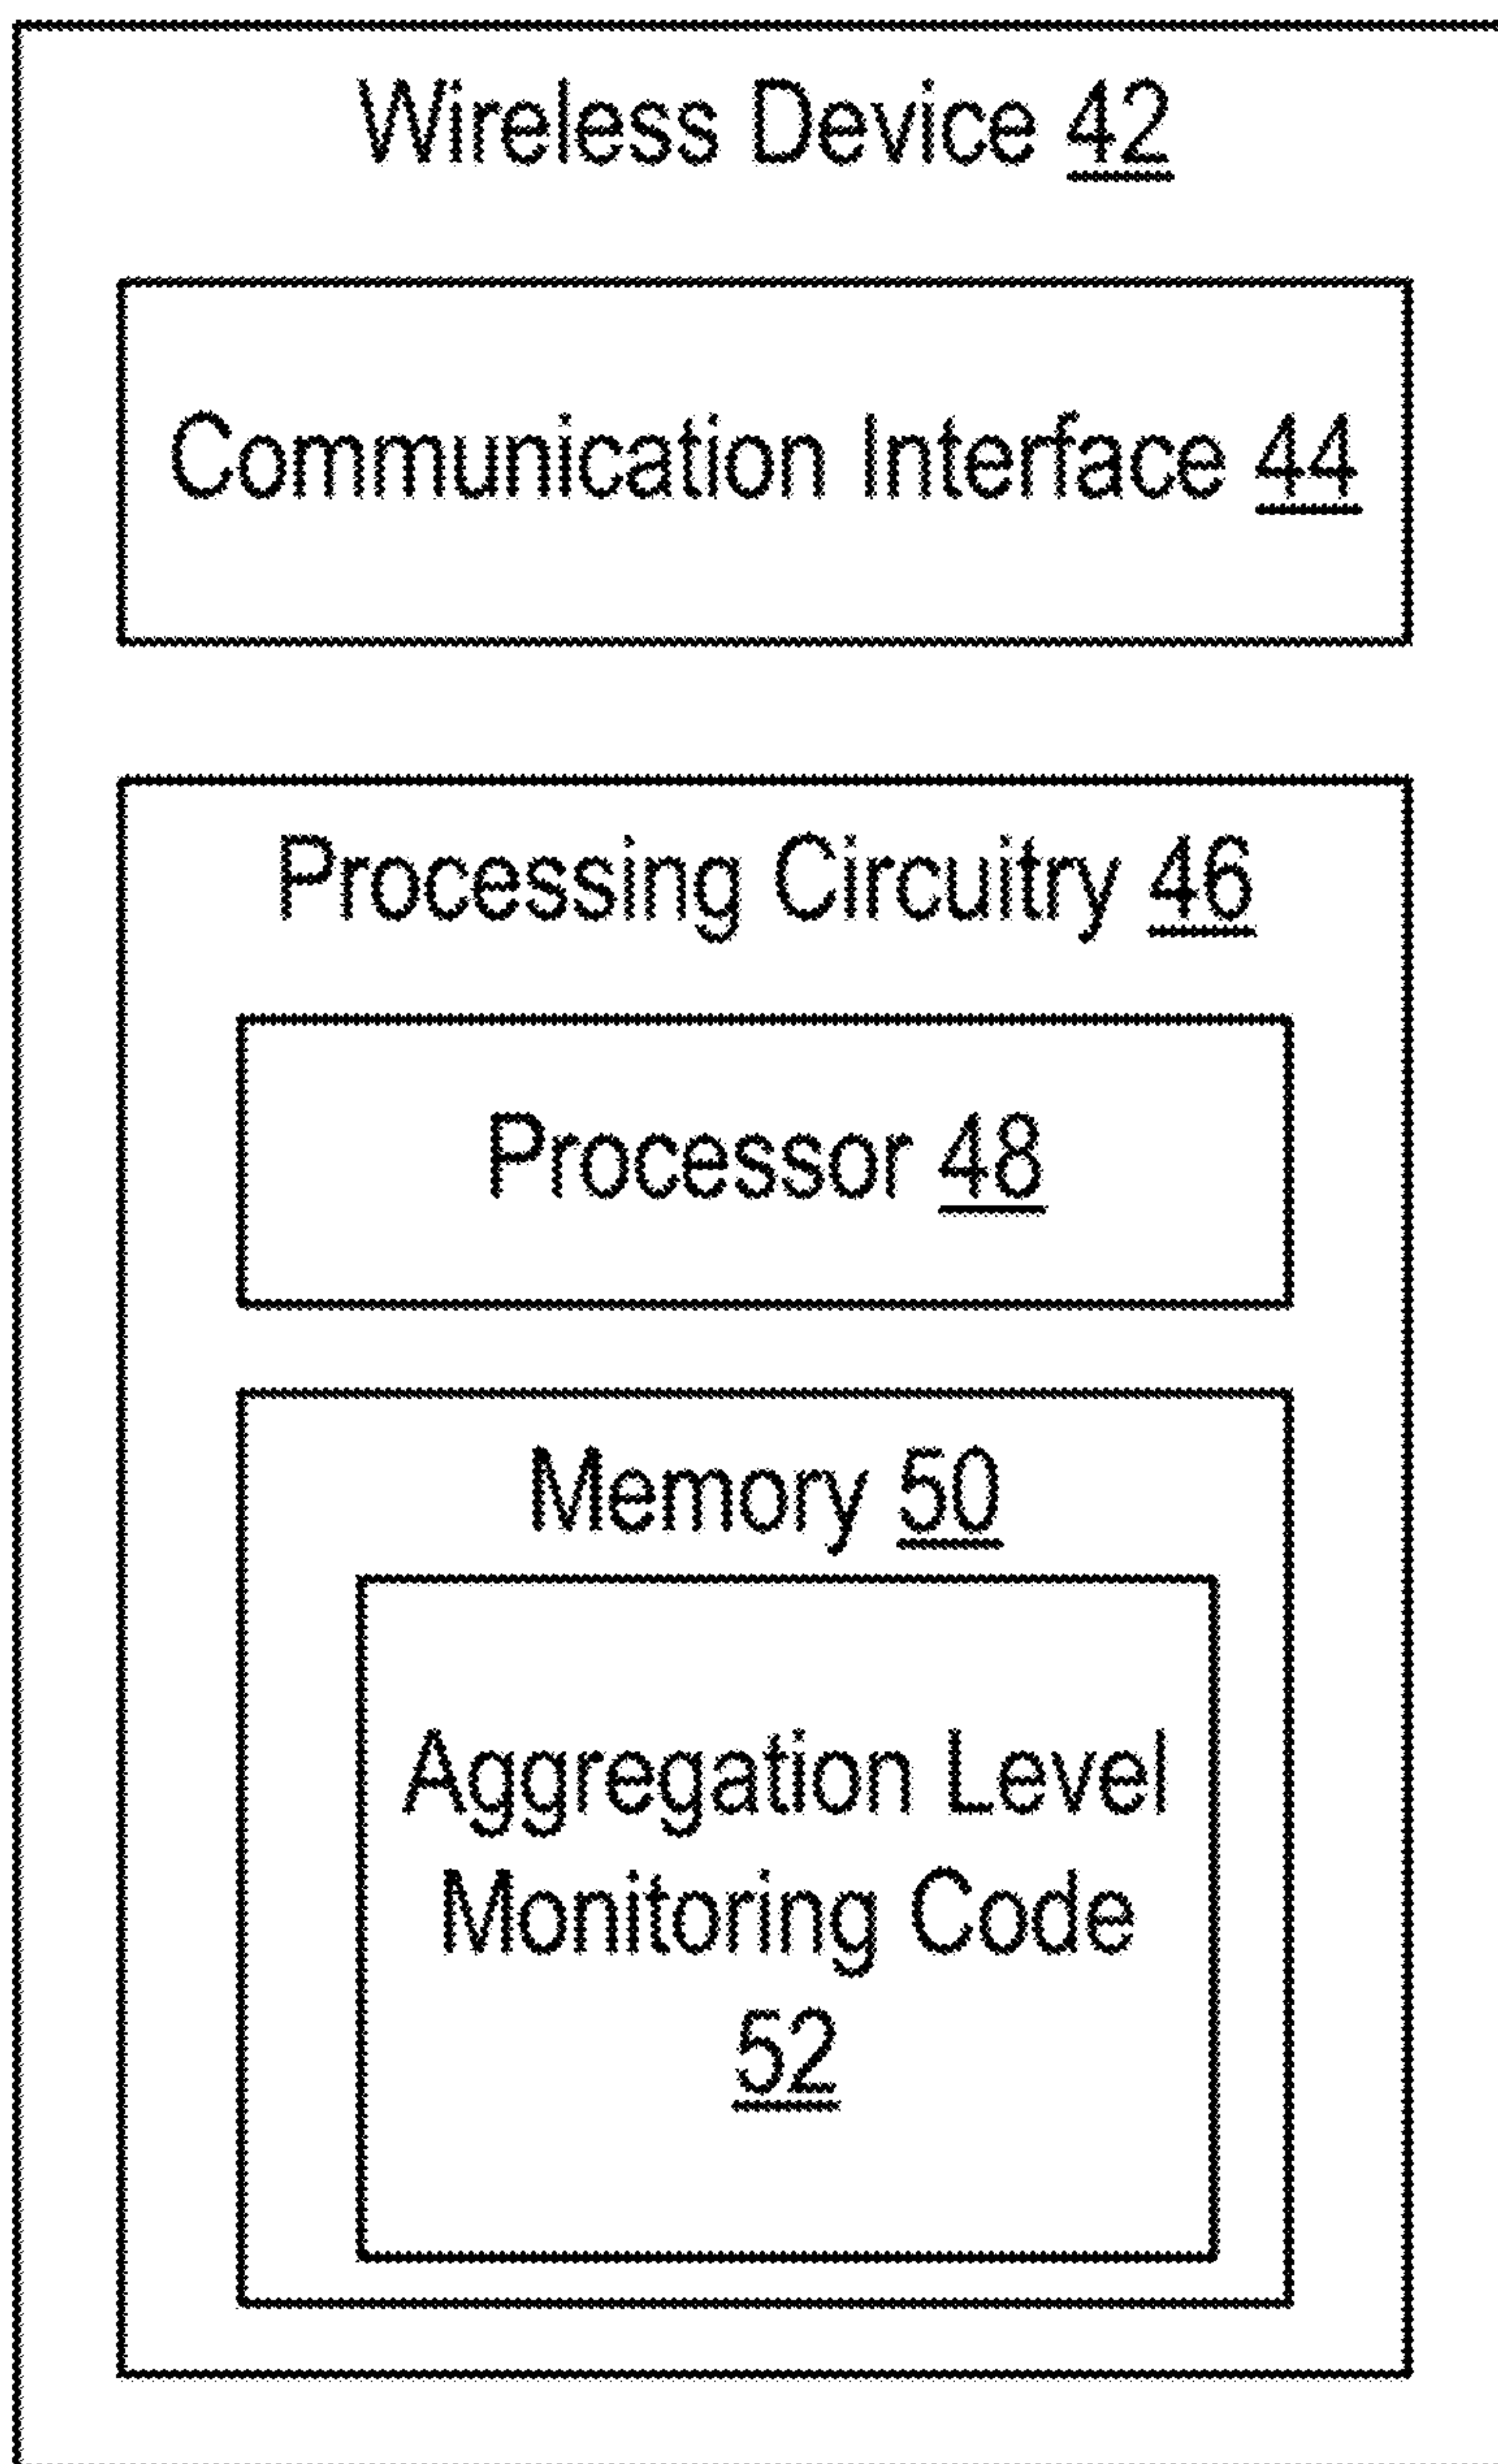 Wireless Device 42
Communication Interface 44
Processing Circuitry 46
Processor 48
Memory 50
Aggregation Level
Monitoring Code
52